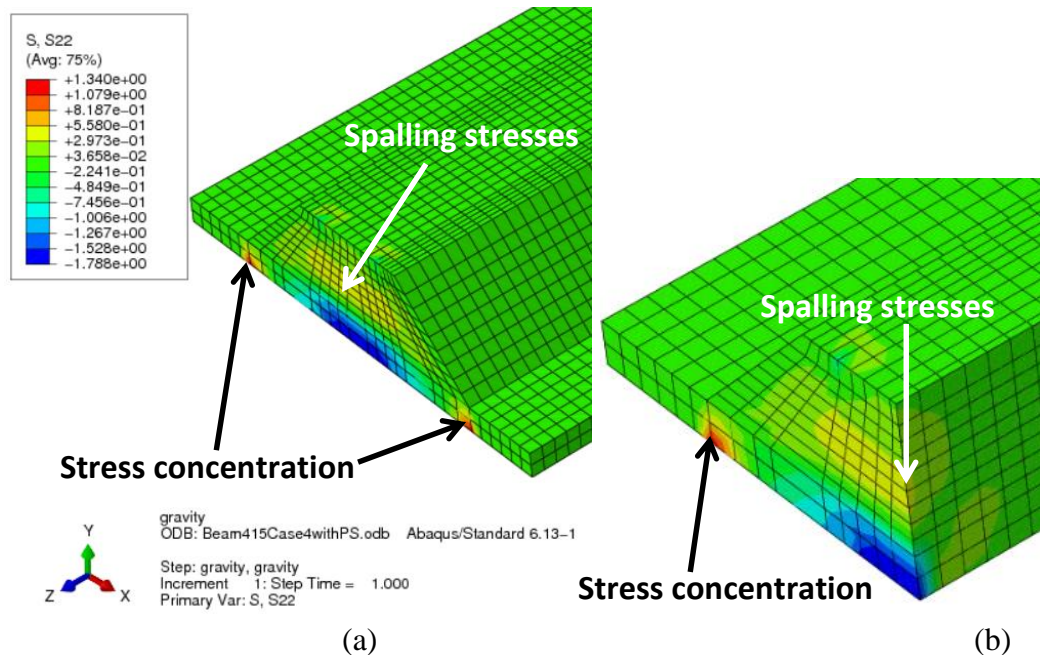 S, S22
(Avg: 75%)
+1.340e+00
+1.079e+00
+8.187e-01
+5.580e-01
+2.973e-01
+3.658e-02
-2.241e-01
-4.849e-01
-7.456e-01
-1.006e+00
-1.267e+00
-1.528e+00
-1.788e+00
Spalling stresses
Spalling stresses
Stress concentration
Stress concentration
gravity
ODB: Beam415Case4withPS.odb Abaqus/Standard 6.13-1
Step: gravity, gravity
Increment 1: Step Time = 1.000
Primary Var: S, S22
Y
Z
X
(a)
(b)